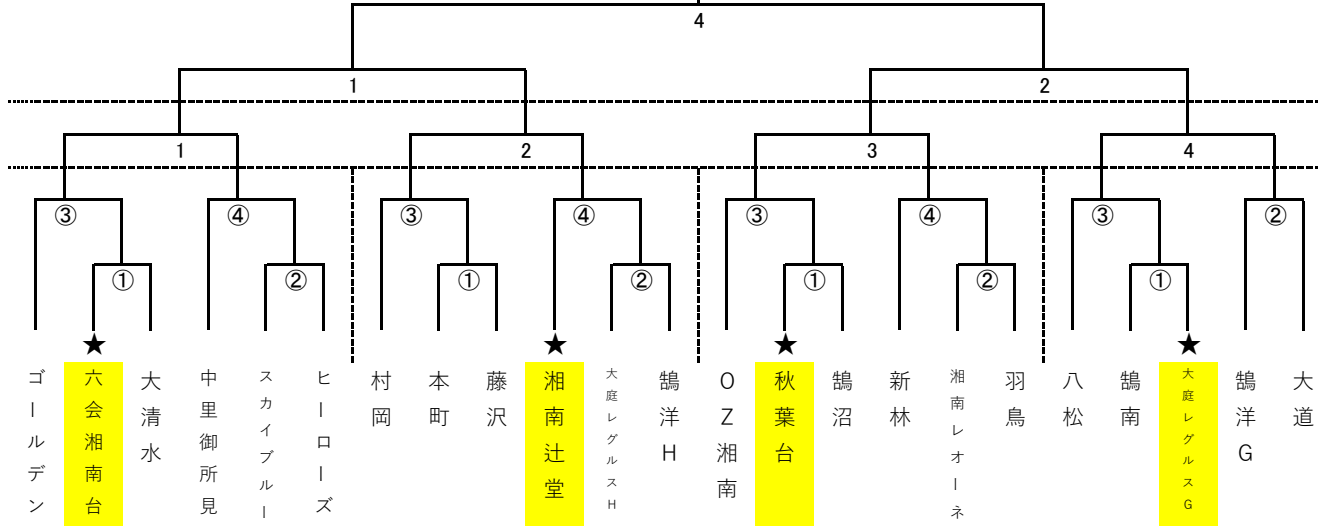 4
1
2
1
2
3
4
③
④
③
④
③
④
③
②
①
②
①
②
①
②
①
★
★
★
★
ゴールデン
六会湘南台
大清水
中里御所見
スカイブルー
ヒーローズ
村岡
本町
藤沢
湘南辻堂
大庭レグルスH
鵠洋H
OZ湘南
秋葉台
鵠沼
新林
湘南レオーネ
羽鳥
八松
鵠南
大庭レグルスG
鵠洋G
大道